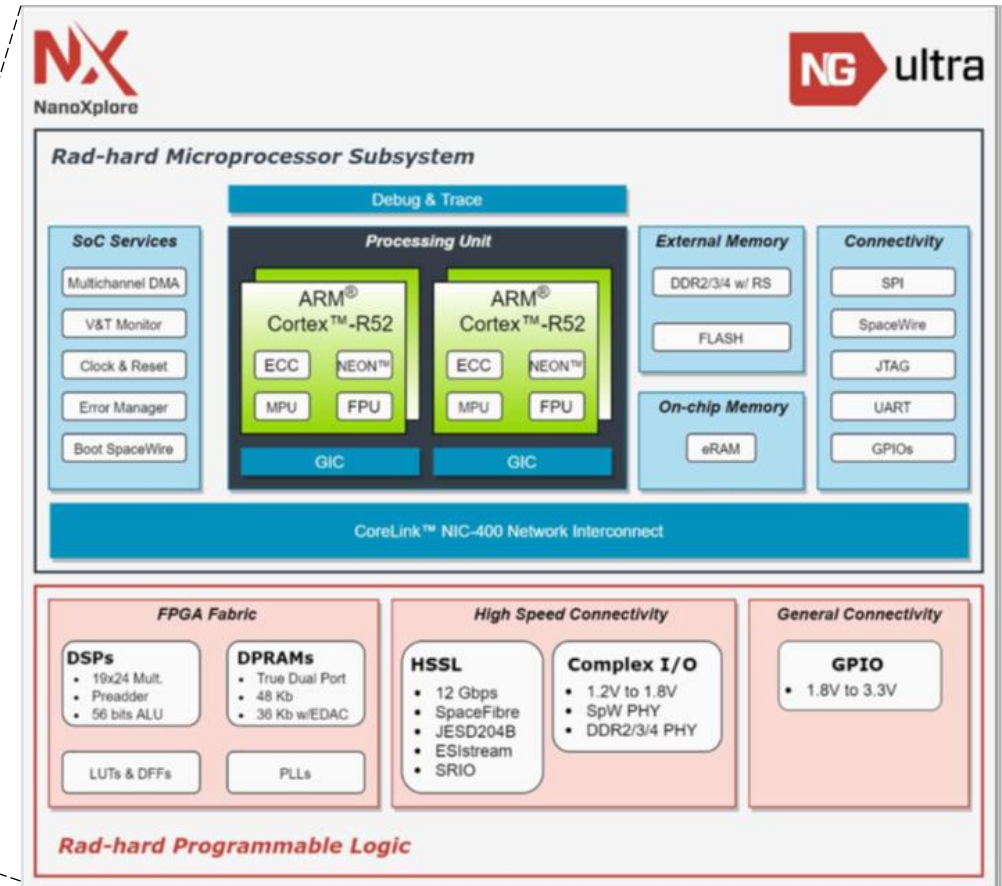 NX
NanoXplore
NG ultra
Rad-hard Microprocessor Subsystem
Debug & Trace
SoC Services
Multichannel DMA
V&T Monitor
Clock & Reset
Error Manager
Boot SpaceWire
Processing Unit
ARM®
Cortex™-R52
ECC
NEON™
MPU
FPU
GIC
ARM®
Cortex™-R52
ECC
NEON™
MPU
FPU
GIC
External Memory
DDR2/3/4 w/ RS
FLASH
On-chip Memory
eRAM
Connectivity
SPI
SpaceWire
JTAG
UART
GPIOs
CoreLink™ NIC-400 Network Interconnect
FPGA Fabric
DSPs
• 19x24 Mult.
• Preadder
• 56 bits ALU
DPRAMs
• True Dual Port
• 48 Kb
• 36 Kb w/EDAC
LUTs & DFFs
PLLs
High Speed Connectivity
HSSL
• 12 Gbps
• SpaceFibre
• JESD204B
• ESIstream
• SRIO
Complex I/O
• 1.2V to 1.8V
• SpW PHY
• DDR2/3/4 PHY
General Connectivity
GPIO
• 1.8V to 3.3V
Rad-hard Programmable Logic